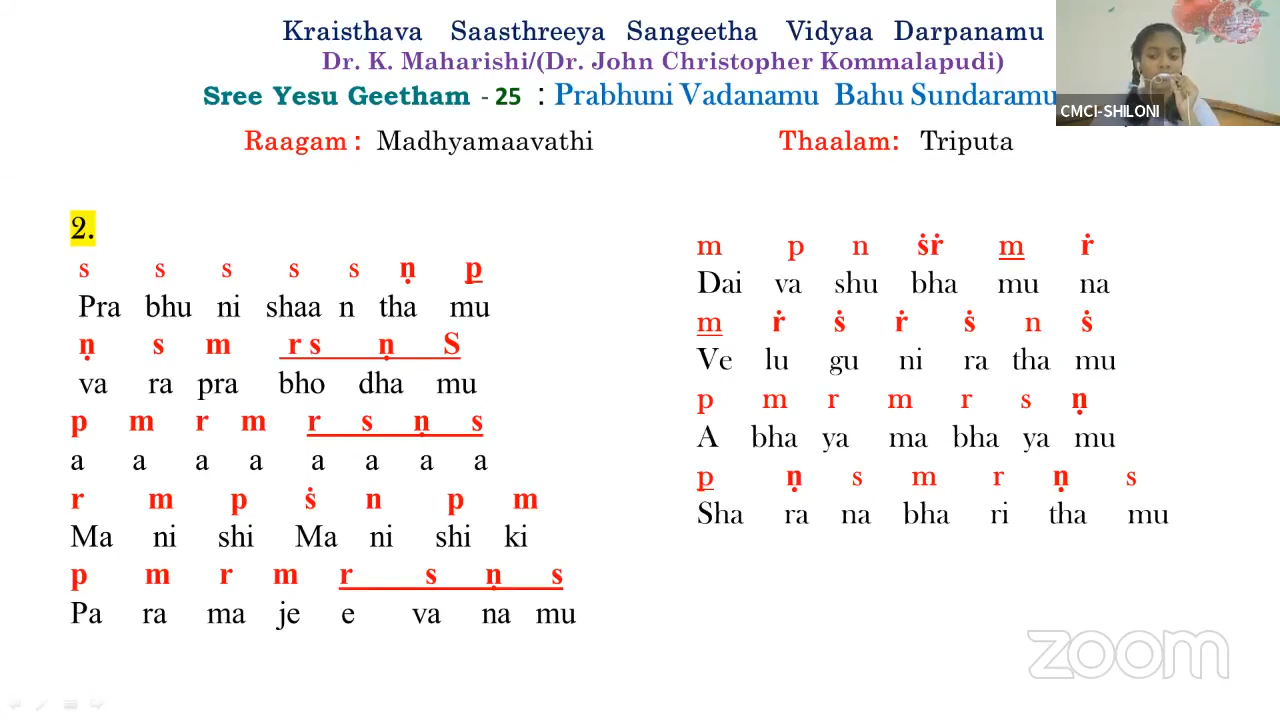 Kraisthava Saasthreeya Sangeetha Vidyaa Darpanamu
Dr. K. Maharishi/(Dr. John Christopher Kommalapudi)
Sree Yesu Geetham - 25 : Prabhuni Vadanamu Bahu Sundaramu
CMCI-SHILONI
Raagam : Madhyamaavathi Thaalam: Triputa
2.
s s s s s ṇ p
Pra bhu ni shaa n tha mu
ṇ s m r s ṇ S
va ra pra bho dha mu
p m r m r s ṇ s
a a a a a a a a
r m p ṡ n p m
Ma ni shi Ma ni shi ki
p m r m r s ṇ s
Pa ra ma je e va na mu
m p n ṡṙ m ṙ
Dai va shu bha mu na
m ṙ ṡ ṙ ṡ n ṡ
Ve lu gu ni ra tha mu
p m r m r s ṇ
A bha ya ma bha ya mu
p ṇ s m r ṇ s
Sha ra na bha ri tha mu
zoom